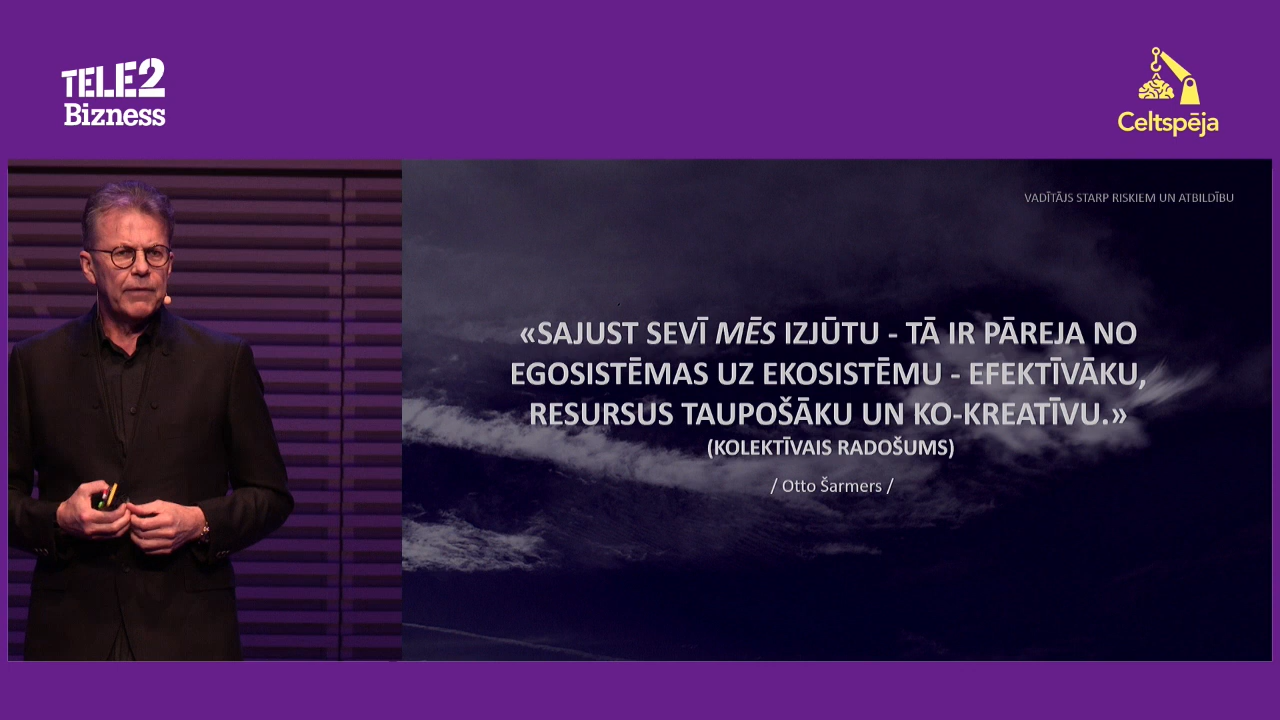 TELE2
Bizness
Celtspēja
VADĪTĀJS STARP RISKIEM UN ATBILDĪBU
«SAJUST SEVĪ MĒS IZJŪTU - TĀ IR PĀREJA NO
EGOSISTĒMAS UZ EKOSISTĒMU - EFEKTĪVĀKU,
RESURSUS TAUPOŠĀKU UN KO-KREATĪVU.»
(KOLEKTĪVAIS RADOŠUMS)
/ Otto Šarmers /